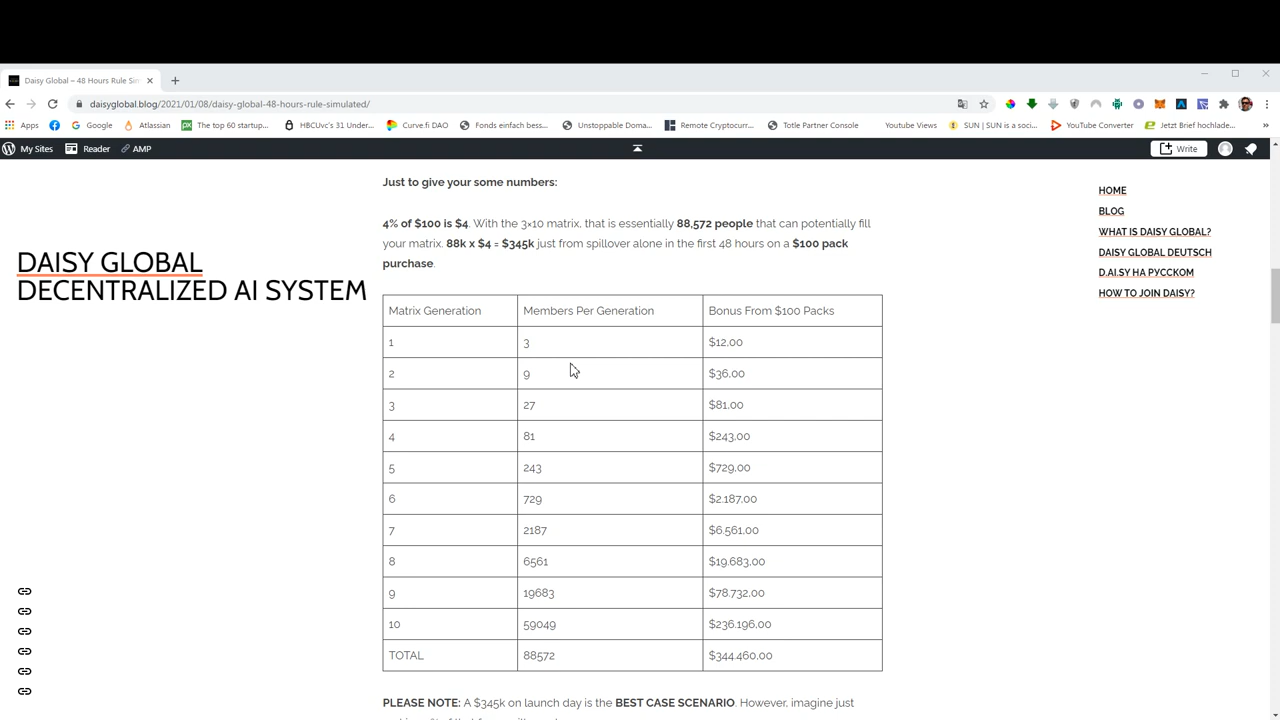 Daisy Global – 48 Hours Rule Sim
daisyglobal.blog/2021/01/08/daisy-global-48-hours-rule-simulated/
Apps Google Atlassian The top 60 startup... HBCUvc's 31 Under... Curve.fi DAO Fonds einfach bess... Unstoppable Doma... Remote Cryptocurr... Totle Partner Console Youtube Views SUN | SUN is a soci... YouTube Converter Jetzt Brief hochlade... »
My Sites Reader AMP Write
Just to give your some numbers:
4% of $100 is $4. With the 3×10 matrix, that is essentially 88,572 people that can potentially fill
your matrix. 88k x $4 = $345k just from spillover alone in the first 48 hours on a $100 pack
purchase.
DAISY GLOBAL
DECENTRALIZED AI SYSTEM
HOME
BLOG
WHAT IS DAISY GLOBAL?
DAISY GLOBAL DEUTSCH
D.AI.SY НА РУССКОМ
HOW TO JOIN DAISY?
Matrix Generation Members Per Generation Bonus From $100 Packs
1 3 $12,00
2 9 $36,00
3 27 $81,00
4 81 $243,00
5 243 $729,00
6 729 $2.187,00
7 2187 $6.561,00
8 6561 $19.683,00
9 19683 $78.732,00
10 59049 $236.196,00
TOTAL 88572 $344.460,00
PLEASE NOTE: A $345k on launch day is the BEST CASE SCENARIO. However, imagine just